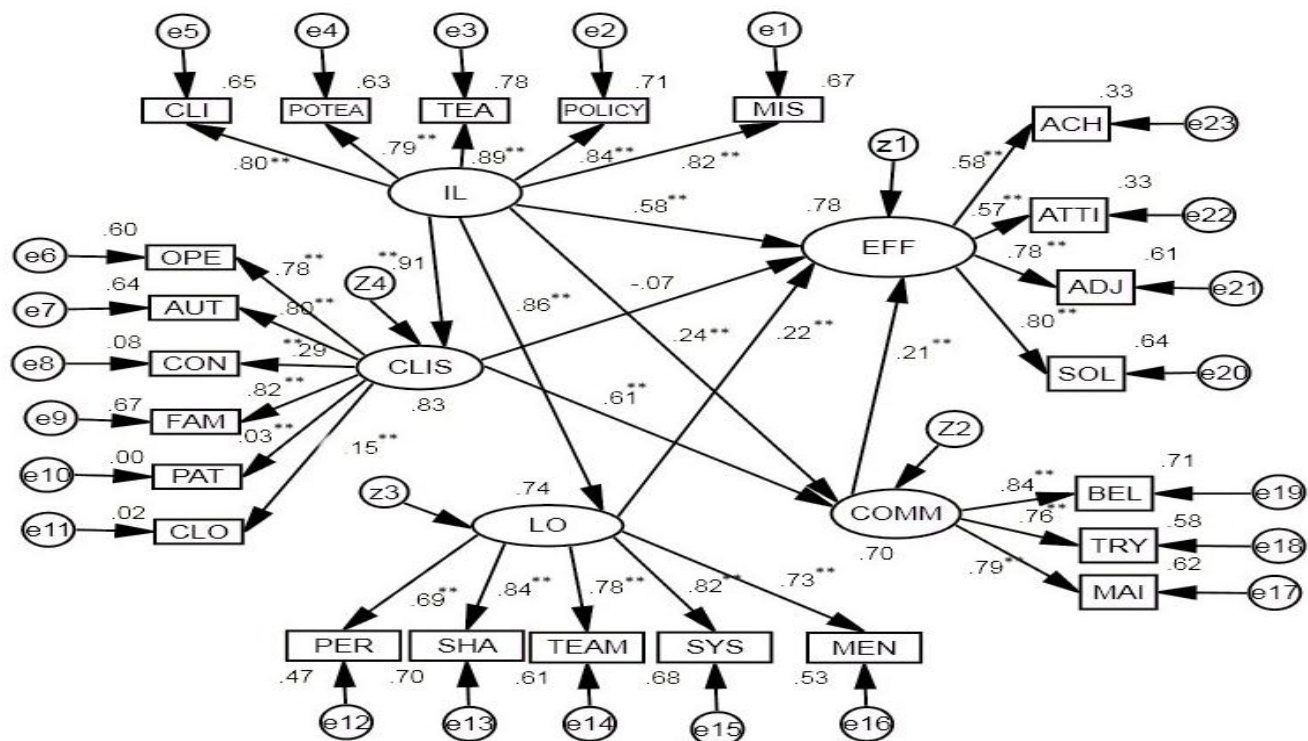 e5 e4 e3 e2 e1
.65 .63 .78 .71 .67
CLI POTEA TEA POLICY MIS
.33
ACH e23
z1
.80** .79** .89** .84** .82**
.58**
IL
.58** .78
.33
.57** ATTI e22
EFF
.60
e6 OPE
.78**
**.91
Z4
.78** .61
ADJ e21
-.07
.64
e7 AUT
.80**
.86**
.24** .22**
.80**
.21**
.64
SOL e20
.08
e8 CON
**.29
CLIS
.83
.82**
.61**
.67
e9 FAM
.03**
Z2
.00
e10 PAT
.15**
.71
.84** BEL e19
z3 .74
LO
COMM
.70
.02
e11 CLO
.76** .58
TRY e18
.79** .62
MAI e17
.69** .84** .78** .82** .73**
PER SHA TEAM SYS MEN
.47 .70 .61 .68 .53
e12 e13 e14 e15 e16